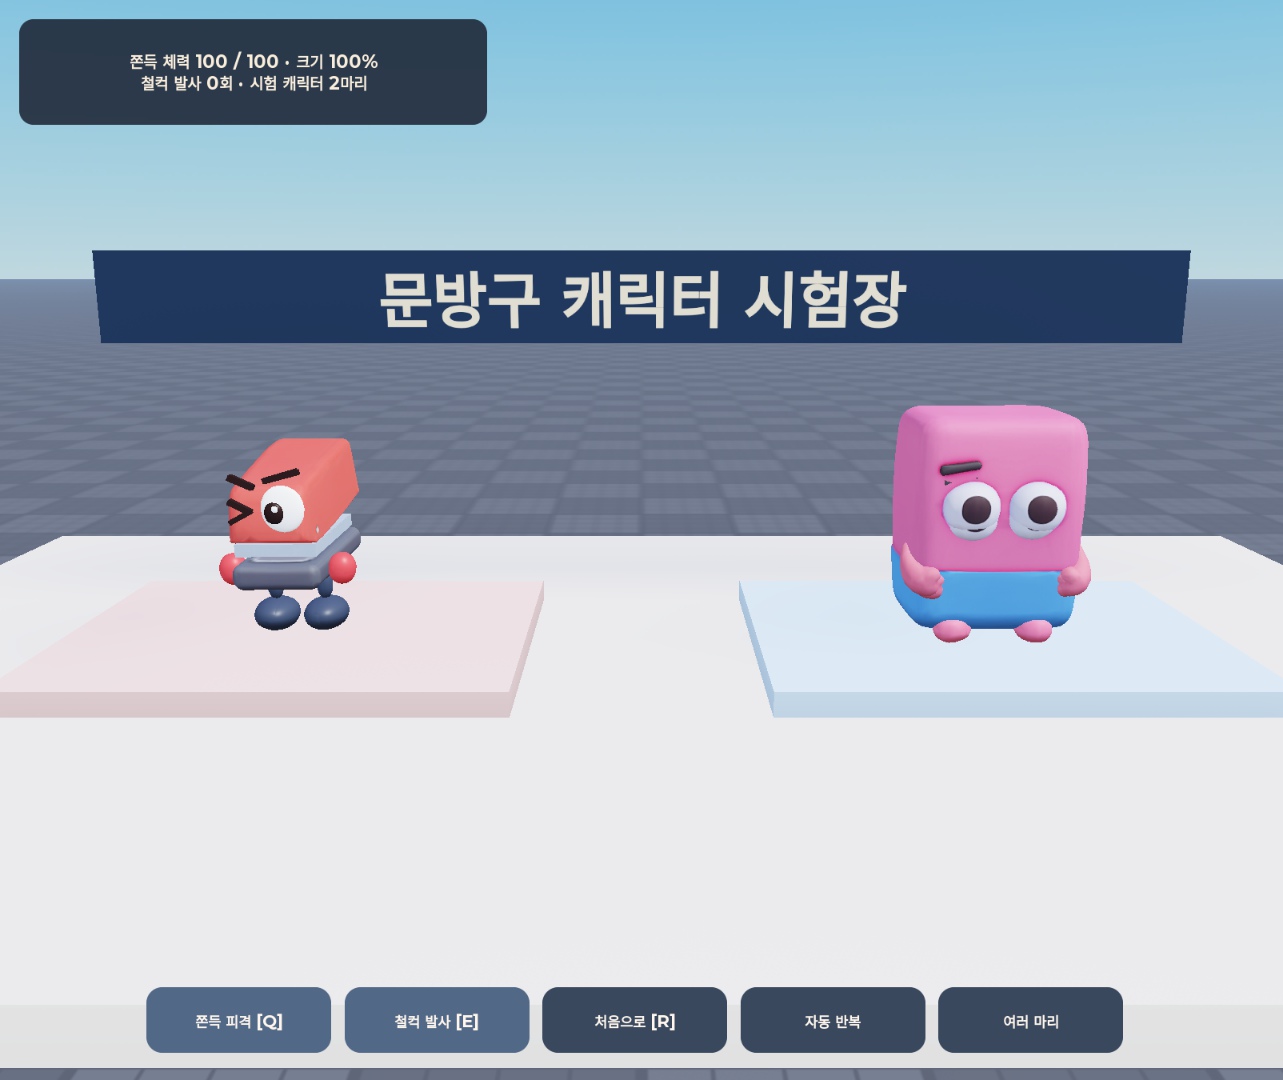 쫀득 체력 100 / 100 · 크기 100%
철컥 발사 0회 · 시험 캐릭터 2마리
문방구 캐릭터 시험장
쫀득 피격 [Q]
철컥 발사 [E]
처음으로 [R]
자동 반복
여러 마리